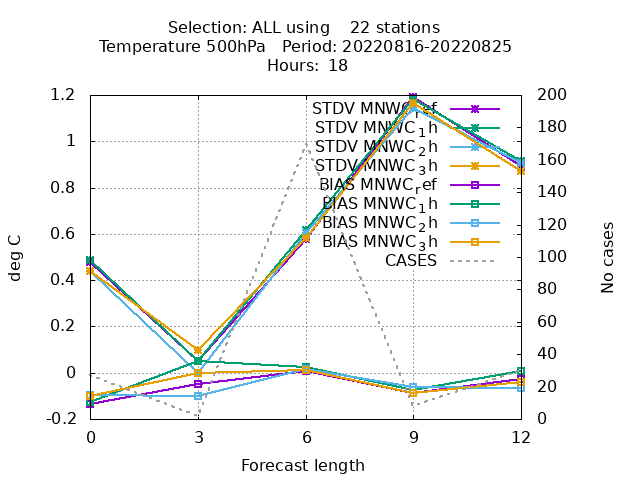 Selection: ALL using    22 stations
Temperature 500hPa   Period: 20220816-20220825
Hours:  18
1.2
1
0.8
0.6
0.4
0.2
0
-0.2
deg C
STDV MNWC_ref
STDV MNWC_1h
STDV MNWC_2h
STDV MNWC_3h
BIAS MNWC_ref
BIAS MNWC_1h
BIAS MNWC_2h
BIAS MNWC_3h
CASES
200
180
160
140
120
100
80
60
40
20
0
No cases
0 3 6 9 12
Forecast length